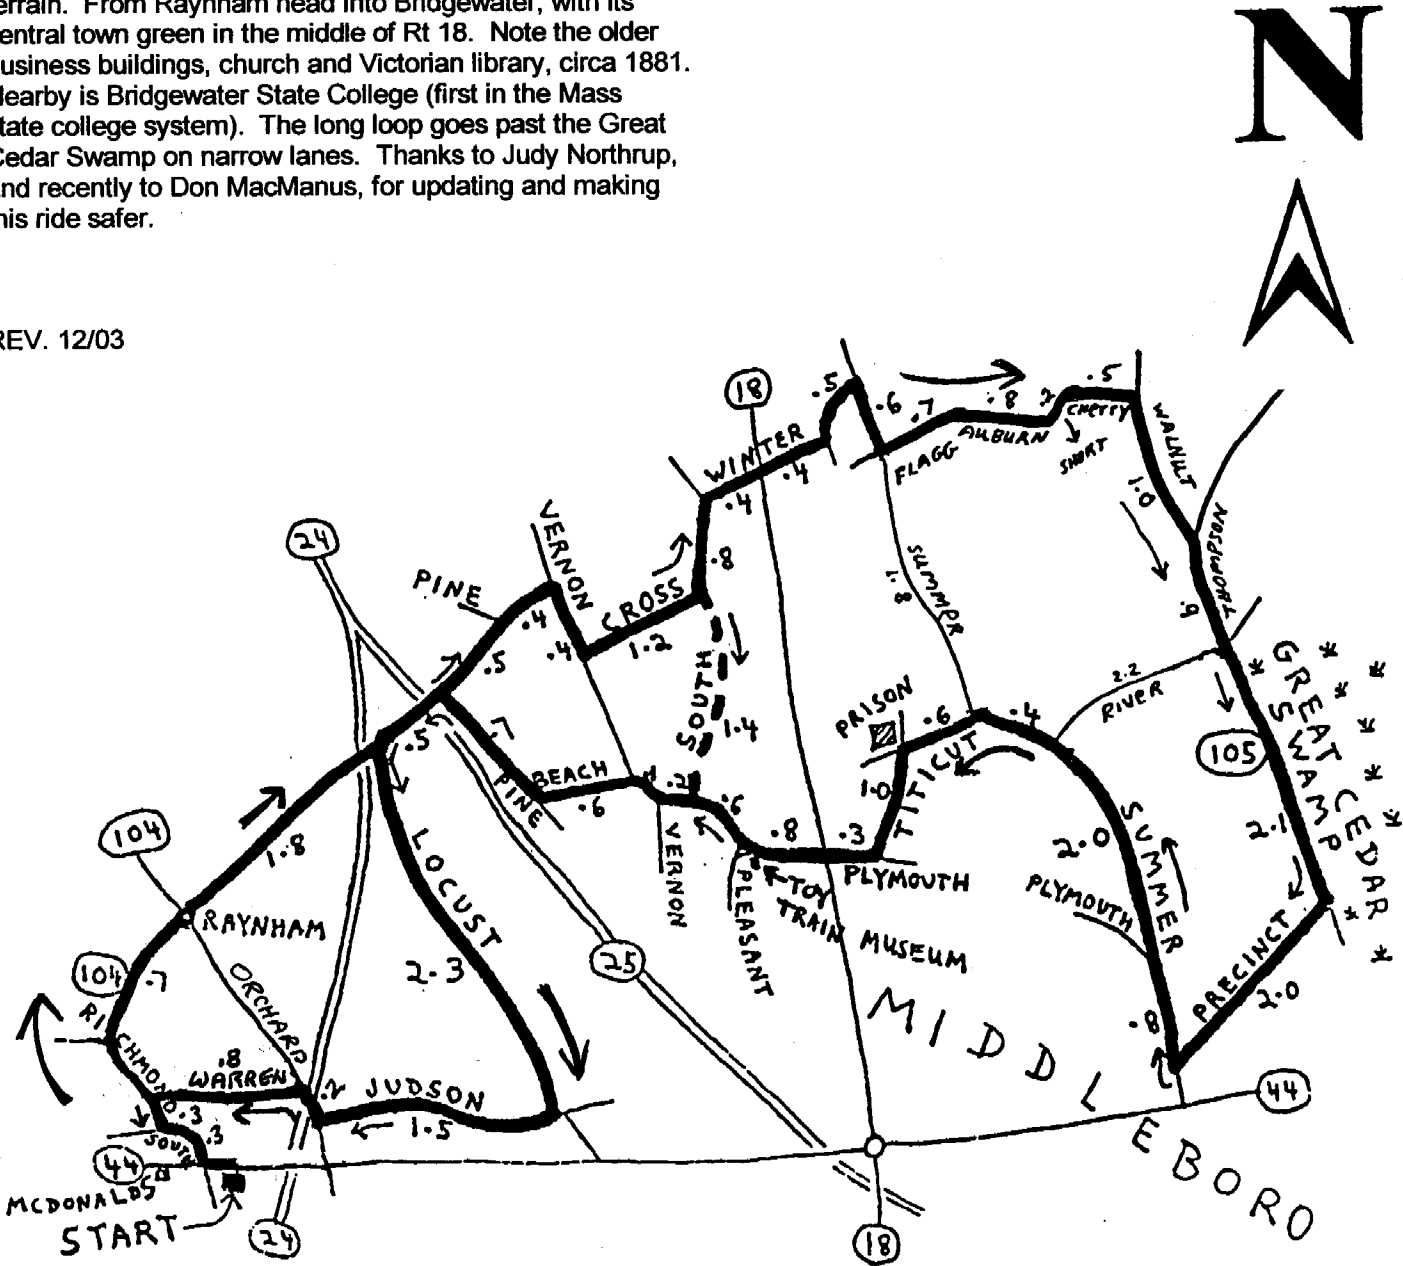 errain. From Raynham head into Bridgewater, with its
entral town green in the middle of Rt 18. Note the older
usiness buildings, church and Victorian library, circa 1881.
learby is Bridgewater State College (first in the Mass
tate college system). The long loop goes past the Great
Cedar Swamp on narrow lanes. Thanks to Judy Northrup,
nd recently to Don MacManus, for updating and making
his ride safer.
REV. 12/03
N
18
.5
.6
.7
.8
.2
.5
CHERRY
WALNUT
WINTER
.4
.4
FLAGG
AUBURN
SHORT
1.0
24
VERNON
PINE
.8
SUMMER
1.8
THOMPSON
.9
.4
CROSS
.5
.4
1.2
SOUTH
1.4
PRISON
.6
.4
2.2
RIVER
GREAT CEDAR
SWAMP
105
.5
.7
PINE
BEACH
.6
.2
.6
1.0
TITICUT
2.1
104
1.8
LOCUST
VERNON
.8
.3
PLYMOUTH
2.0
SUMMER
PLYMOUTH
PLEASANT
TOY
TRAIN MUSEUM
RAYNHAM
104
.7
ORCHARD
2.3
25
PRECINCT
2.0
RICHMOND
MIDDLEBORO
.8
.8
WARREN
.2
JUDSON
1.5
.3
SOUTH
.3
44
44
MCDONALDS
START
24
18